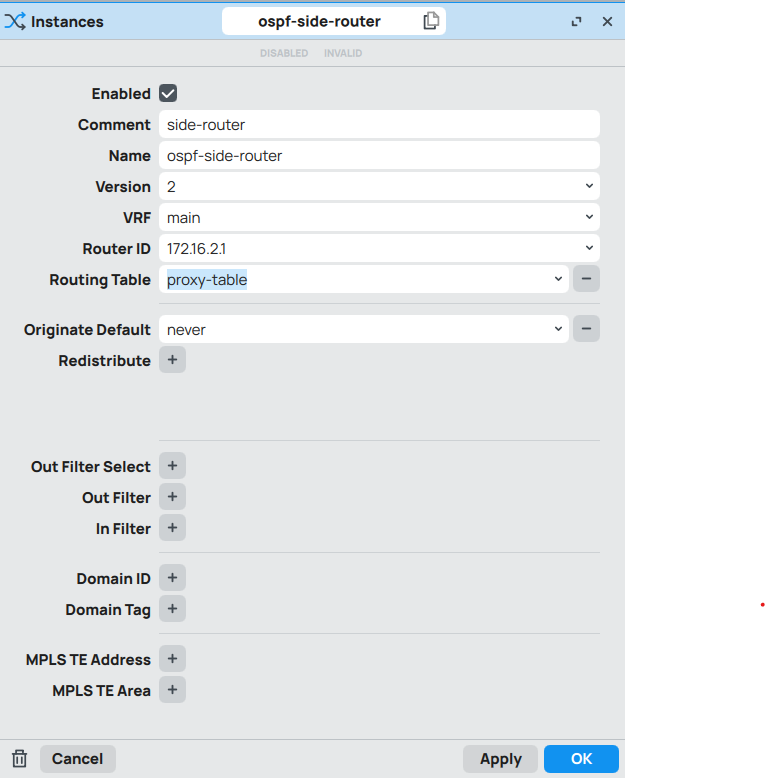 Instances ospf-side-router
DISABLED INVALID
Enabled
Comment side-router
Name ospf-side-router
Version 2
VRF main
Router ID 172.16.2.1
Routing Table proxy-table
Originate Default never
Redistribute
Out Filter Select
Out Filter
In Filter
Domain ID
Domain Tag
MPLS TE Address
MPLS TE Area
Cancel Apply OK